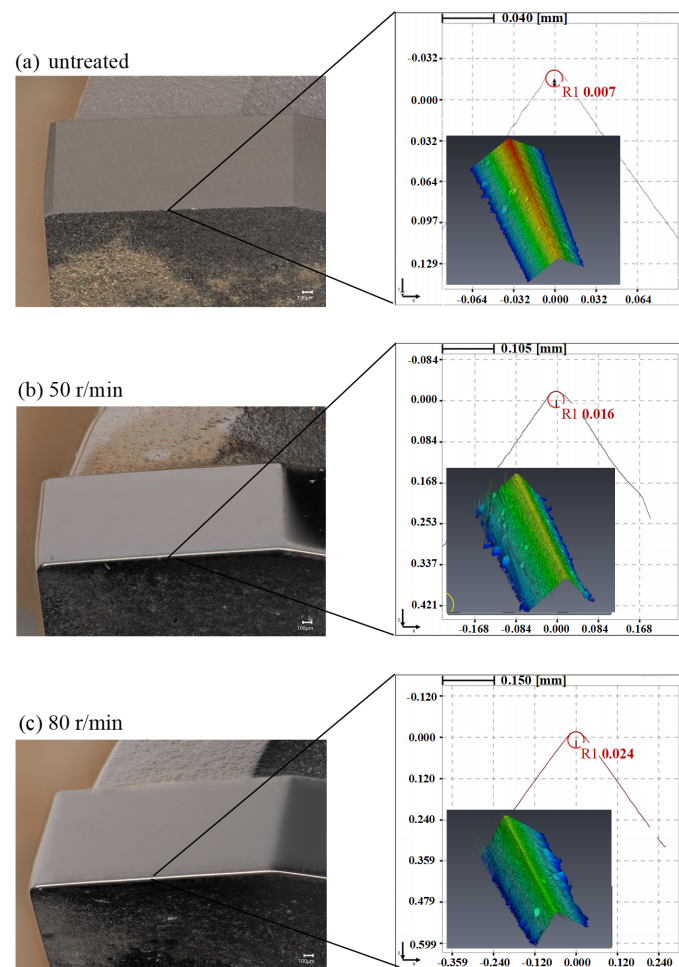 (a) untreated
0.040 [mm]
-0.032
0.000
0.032
0.064
0.097
0.129
R1 0.007
-0.064 -0.032 0.000 0.032 0.064
100μm
(b) 50 r/min
0.105 [mm]
-0.084
0.000
0.084
0.168
0.253
0.337
0.421
R1 0.016
-0.168 -0.084 0.000 0.084 0.168
100μm
(c) 80 r/min
0.150 [mm]
-0.120
0.000
0.120
0.240
0.359
0.479
0.599
R1 0.024
-0.359 -0.240 0.120 0.000 0.120 0.240
100μm